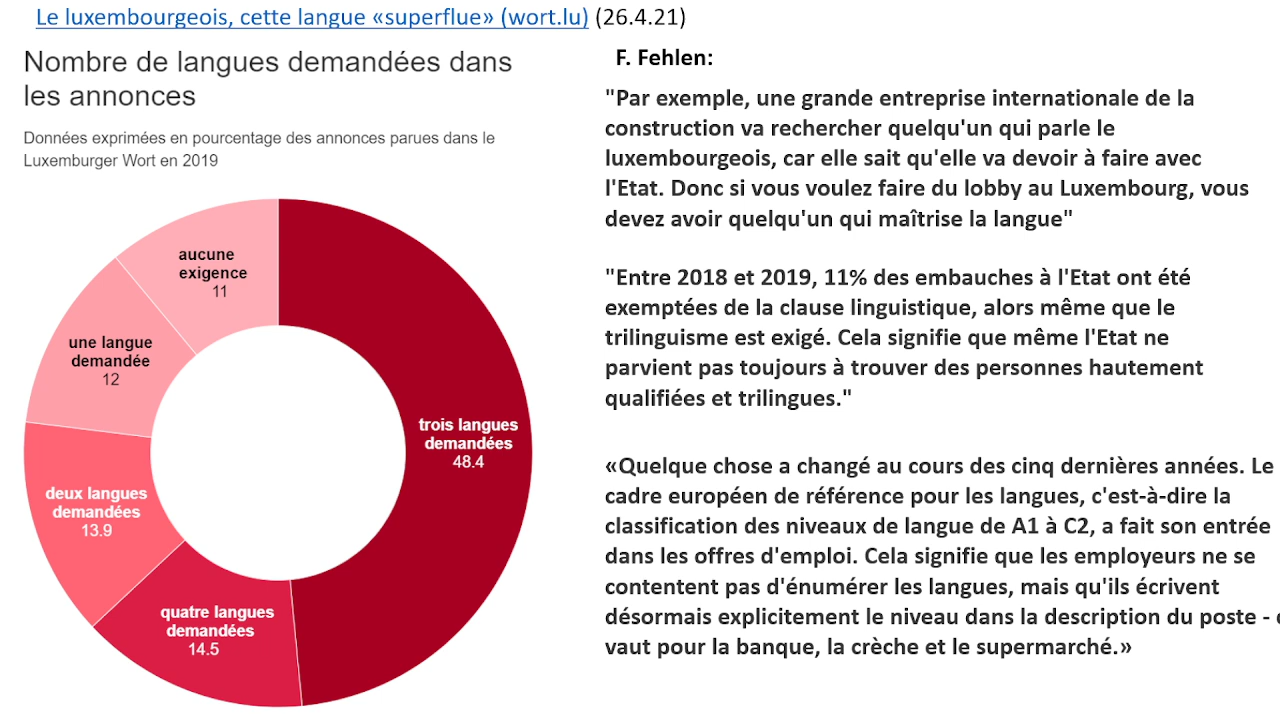 Le luxembourgeois, cette langue «superflue» (wort.lu) (26.4.21)
Nombre de langues demandées dans
les annonces
Données exprimées en pourcentage des annonces parues dans le
Luxemburger Wort en 2019
aucune
exigence
11
une langue
demandée
12
trois langues
demandées
48.4
deux langues
demandées
13.9
quatre langues
demandées
14.5
F. Fehlen:
"Par exemple, une grande entreprise internationale de la
construction va rechercher quelqu'un qui parle le
luxembourgeois, car elle sait qu'elle va devoir à faire avec
l'Etat. Donc si vous voulez faire du lobby au Luxembourg, vous
devez avoir quelqu'un qui maîtrise la langue"
"Entre 2018 et 2019, 11% des embauches à l'Etat ont été
exemptées de la clause linguistique, alors même que le
trilinguisme est exigé. Cela signifie que même l'Etat ne
parvient pas toujours à trouver des personnes hautement
qualifiées et trilingues."
«Quelque chose a changé au cours des cinq dernières années. Le
cadre européen de référence pour les langues, c'est-à-dire la
classification des niveaux de langue de A1 à C2, a fait son entrée
dans les offres d'emploi. Cela signifie que les employeurs ne se
contentent pas d'énumérer les langues, mais qu'ils écrivent
désormais explicitement le niveau dans la description du poste -
vaut pour la banque, la crèche et le supermarché.»